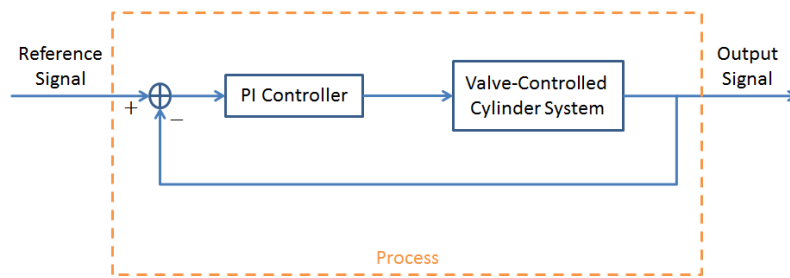 Reference
Signal
+
−
PI Controller
Valve-Controlled
Cylinder System
Output
Signal
Process